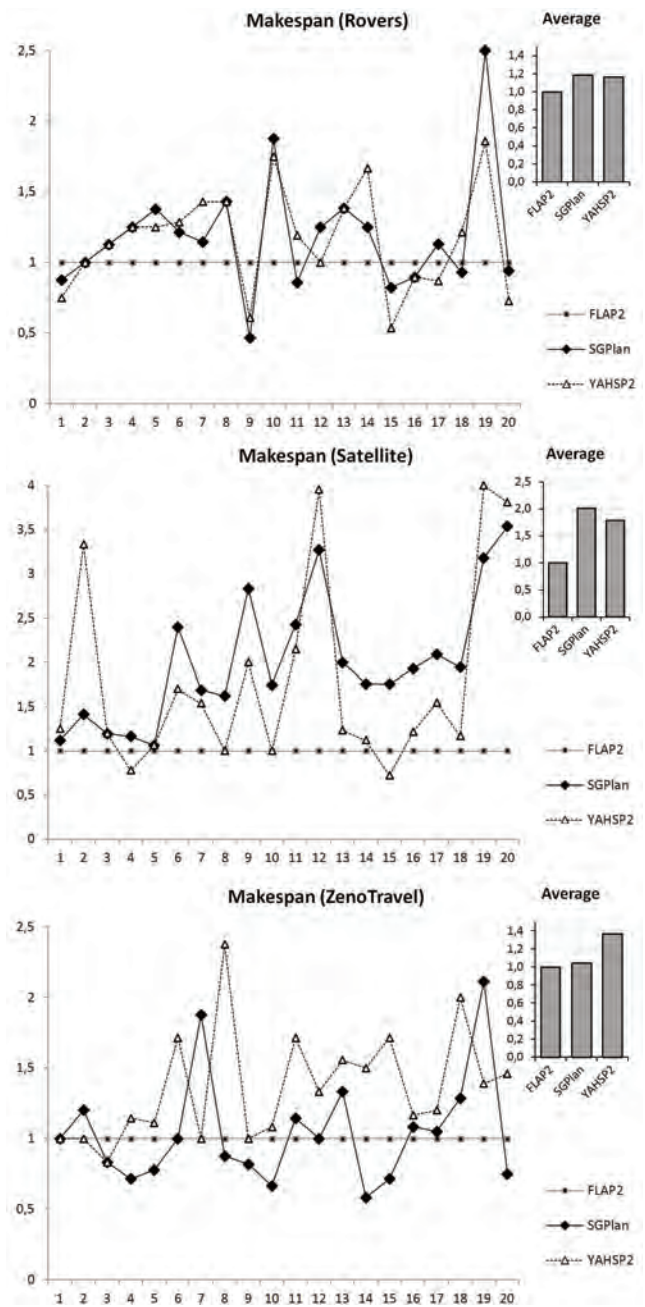 Makespan (Rovers)
Average
2,5
2
1,5
1
0,5
0
1 2 3 4 5 6 7 8 9 10 11 12 13 14 15 16 17 18 19 20
1,4
1,2
1,0
0,8
0,6
0,4
0,2
0,0
FLAP2
SGPlan
YAHSP2
FLAP2
SGPlan
YAHSP2
Makespan (Satellite)
Average
4
3,5
3
2,5
2
1,5
1
0,5
0
1 2 3 4 5 6 7 8 9 10 11 12 13 14 15 16 17 18 19 20
2,5
2,0
1,5
1,0
0,5
0,0
FLAP2
SGPlan
YAHSP2
FLAP2
SGPlan
YAHSP2
Makespan (ZenoTravel)
Average
2,5
2
1,5
1
0,5
0
1 2 3 4 5 6 7 8 9 10 11 12 13 14 15 16 17 18 19 20
1,4
1,2
1,0
0,8
0,6
0,4
0,2
0,0
FLAP2
SGPlan
YAHSP2
FLAP2
SGPlan
YAHSP2